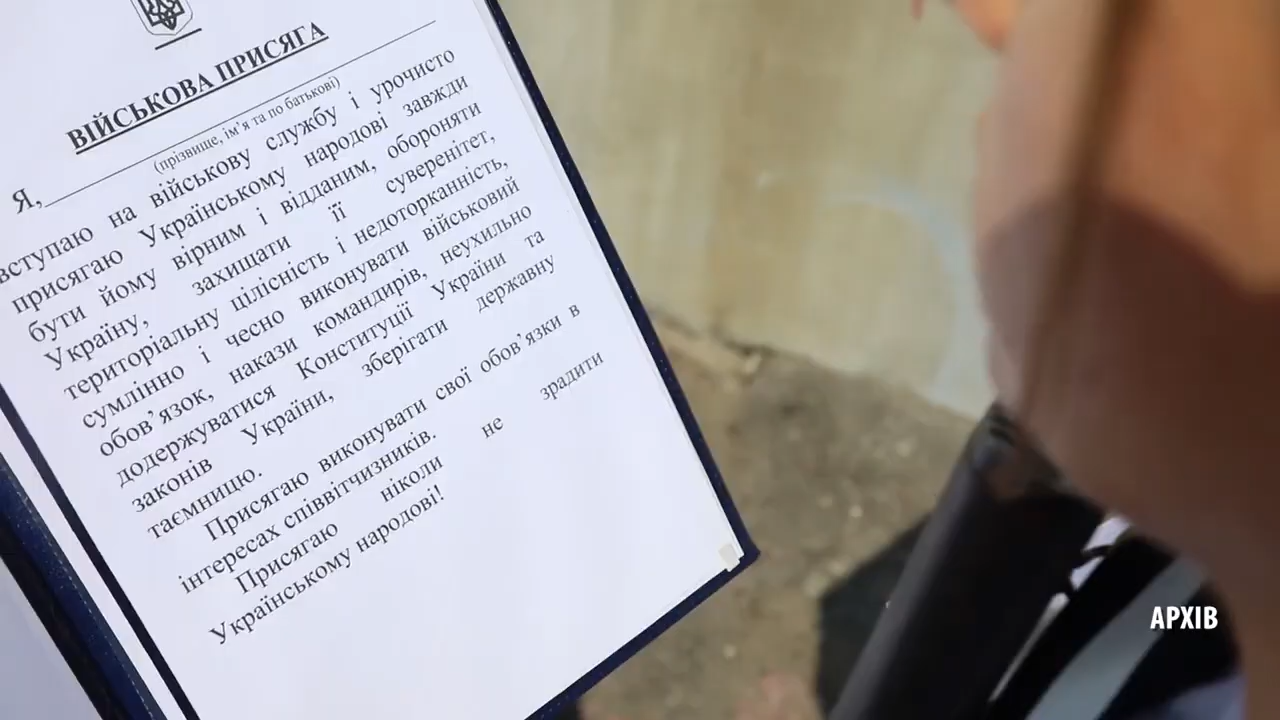 ВІЙСЬКОВА ПРИСЯГА
Я,
(прізвище, ім'я та по батькові)
вступаю на військову службу і урочисто
присягаю Українському народові завжди
бути йому вірним і відданим, обороняти
Україну, захищати її суверенітет,
територіальну цілісність і недоторканність,
сумлінно і чесно виконувати військовий
обов'язок, накази командирів, неухильно
додержуватися Конституції України та
законів України, зберігати державну
таємницю.
Присягаю виконувати свої обов'язки в
інтересах співвітчизників.
Присягаю ніколи не зрадити
Українському народові!
АРХІВ